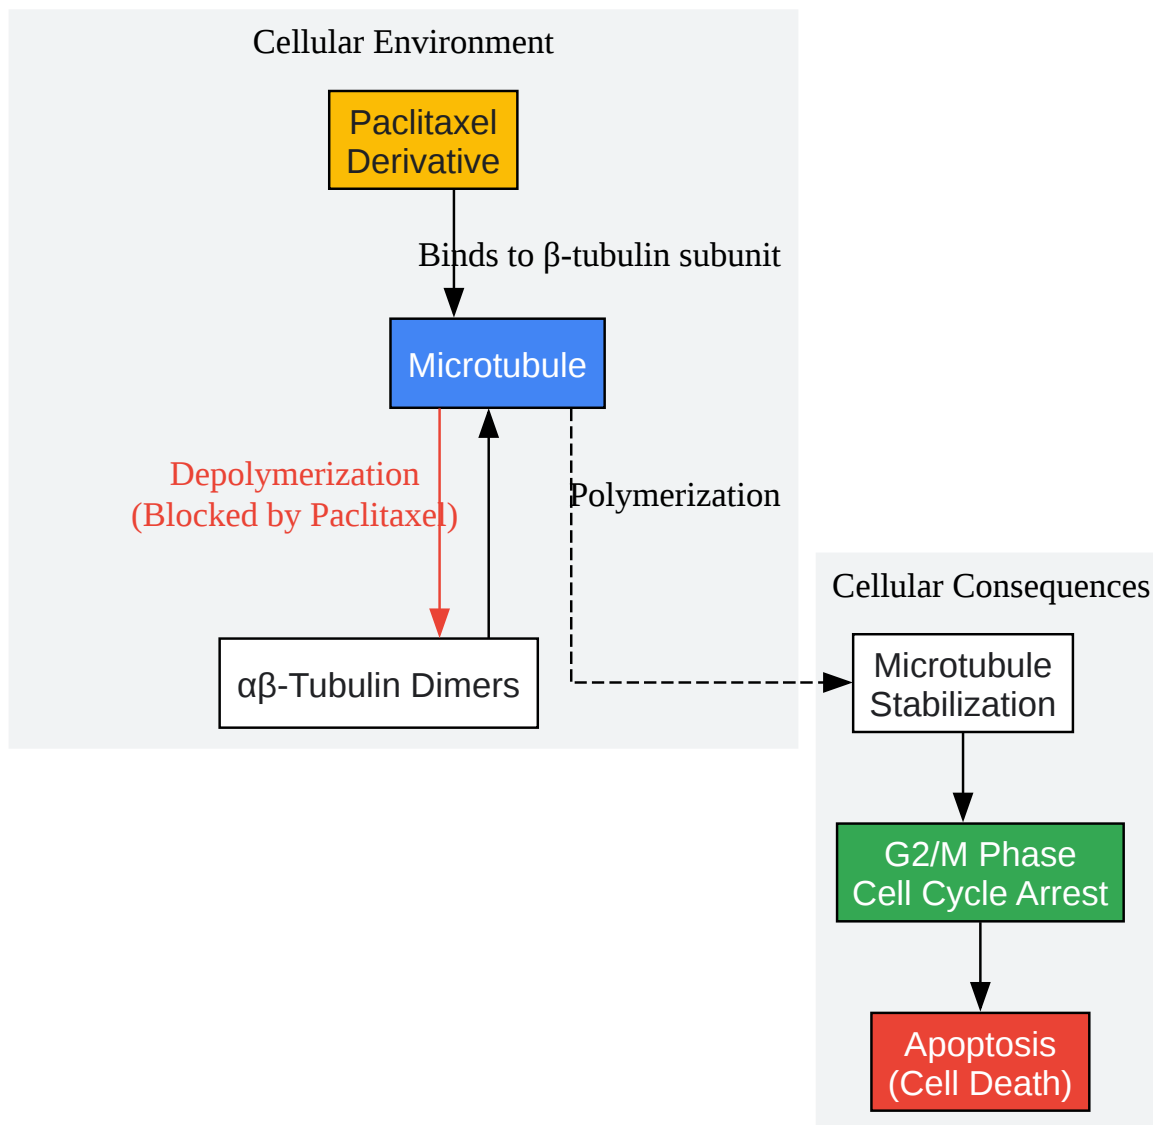 Cellular Environment
Paclitaxel
Derivative
Binds to β-tubulin subunit
Microtubule
Depolymerization
(Blocked by Paclitaxel)
Polymerization
αβ-Tubulin Dimers
Cellular Consequences
Microtubule
Stabilization
G2/M Phase
Cell Cycle Arrest
Apoptosis
(Cell Death)